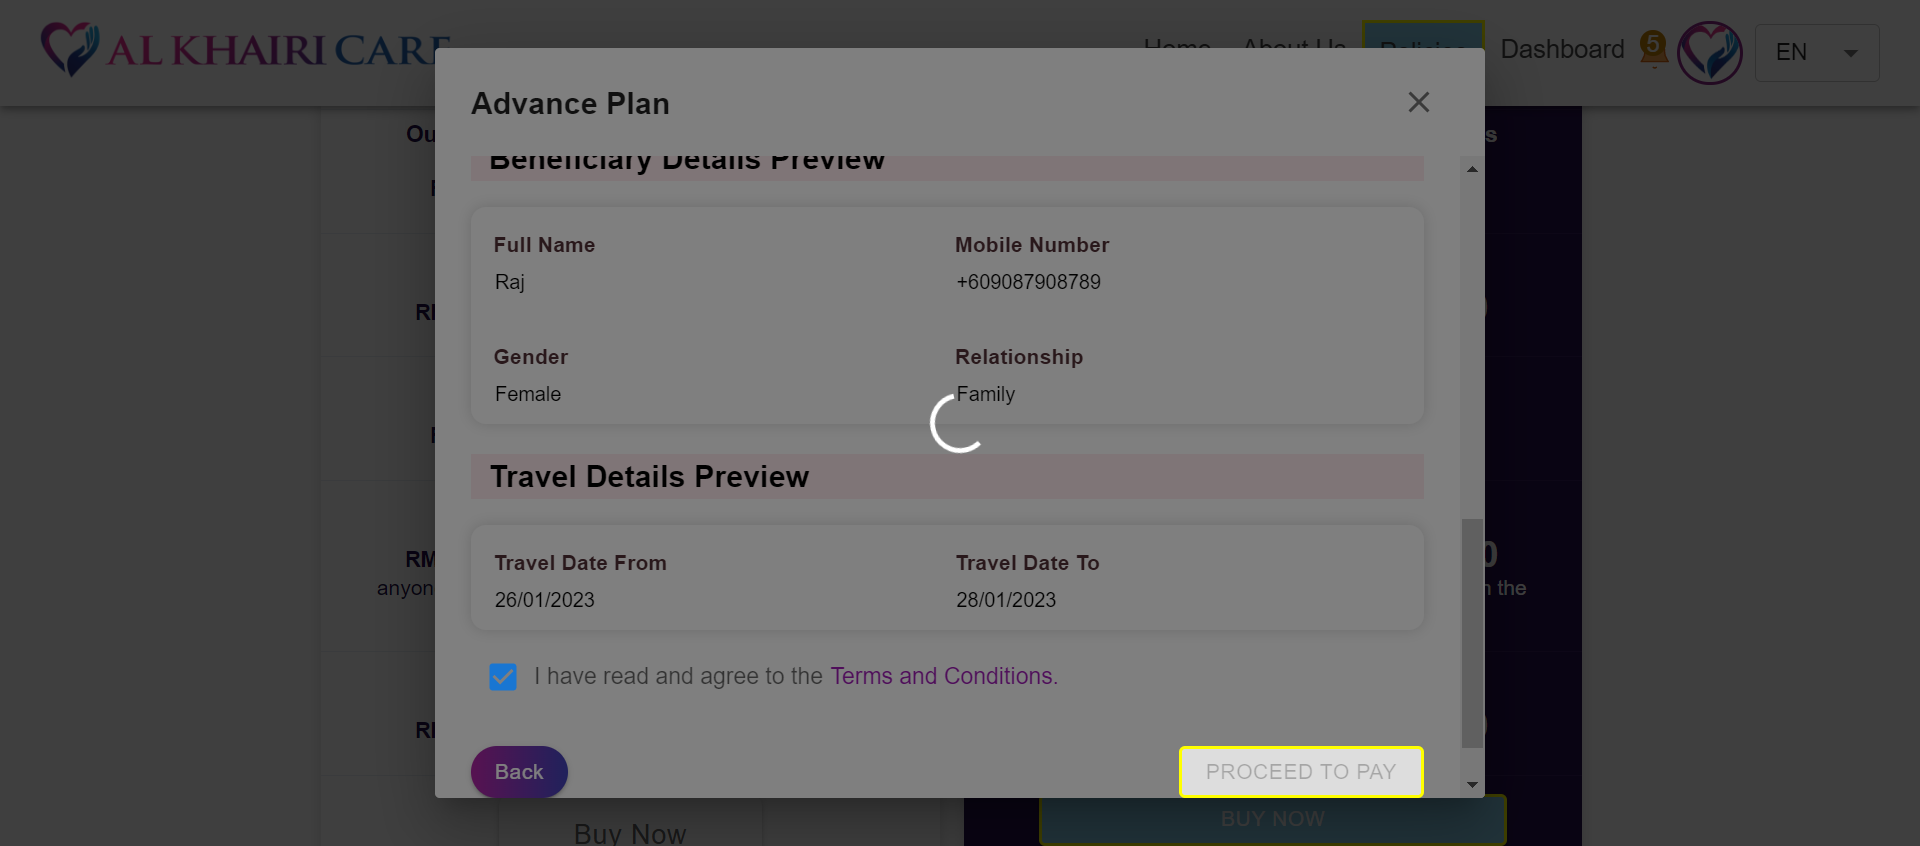 AL KHAIRI CARE
Home About Us Policies Dashboard 5 EN
Advance Plan
Beneficiary Details Preview
Full Name
Raj
Mobile Number
+609087908789
Gender
Female
Relationship
Family
Travel Details Preview
Travel Date From
26/01/2023
Travel Date To
28/01/2023
I have read and agree to the Terms and Conditions.
Back
PROCEED TO PAY
Ou
RM
anyon
n the
Buy Now
BUY NOW